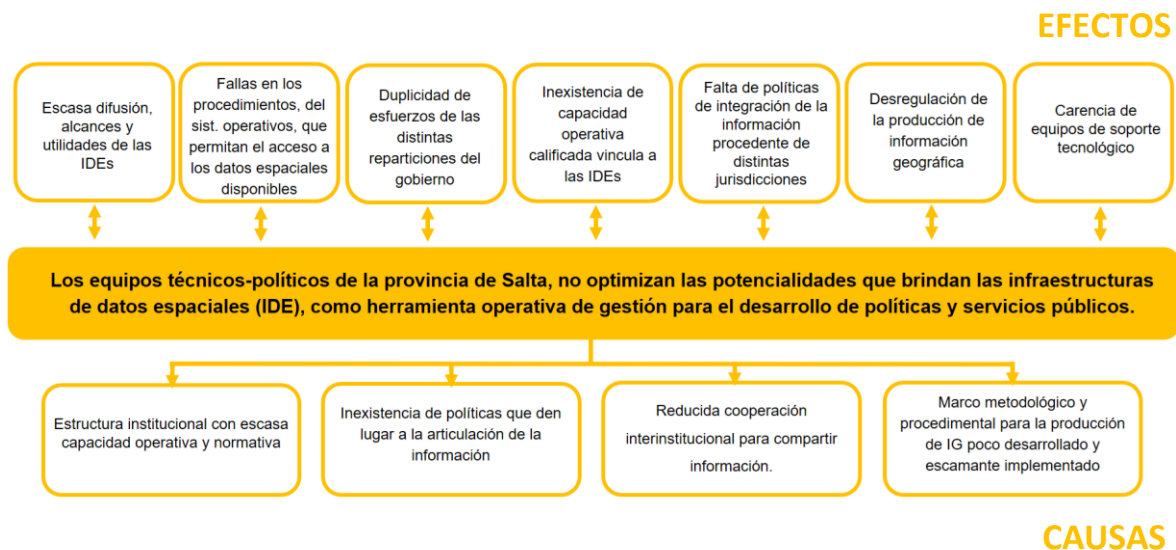 EFECTOS
Escasa difusión,
alcances y
utilidades de las
IDEs
Fallas en los
procedimientos, del
sist. operativos, que
permitan el acceso a
los datos espaciales
disponibles
Duplicidad de
esfuerzos de las
distintas
reparticiones del
gobierno
Inexistencia de
capacidad
operativa
calificada vincula a
las IDEs
Falta de políticas
de integración de la
información
procedente de
distintas
jurisdicciones
Desregulación de
la producción de
información
geográfica
Carencia de
equipos de soporte
tecnológico
Los equipos técnicos-políticos de la provincia de Salta, no optimizan las potencialidades que brindan las infraestructuras
de datos espaciales (IDE), como herramienta operativa de gestión para el desarrollo de políticas y servicios públicos.
Estructura institucional con escasa
capacidad operativa y normativa
Inexistencia de políticas que den
lugar a la articulación de la
información
Reducida cooperación
interinstitucional para compartir
información.
Marco metodológico y
procedimental para la producción
de IG poco desarrollado y
escamante implementado
CAUSAS